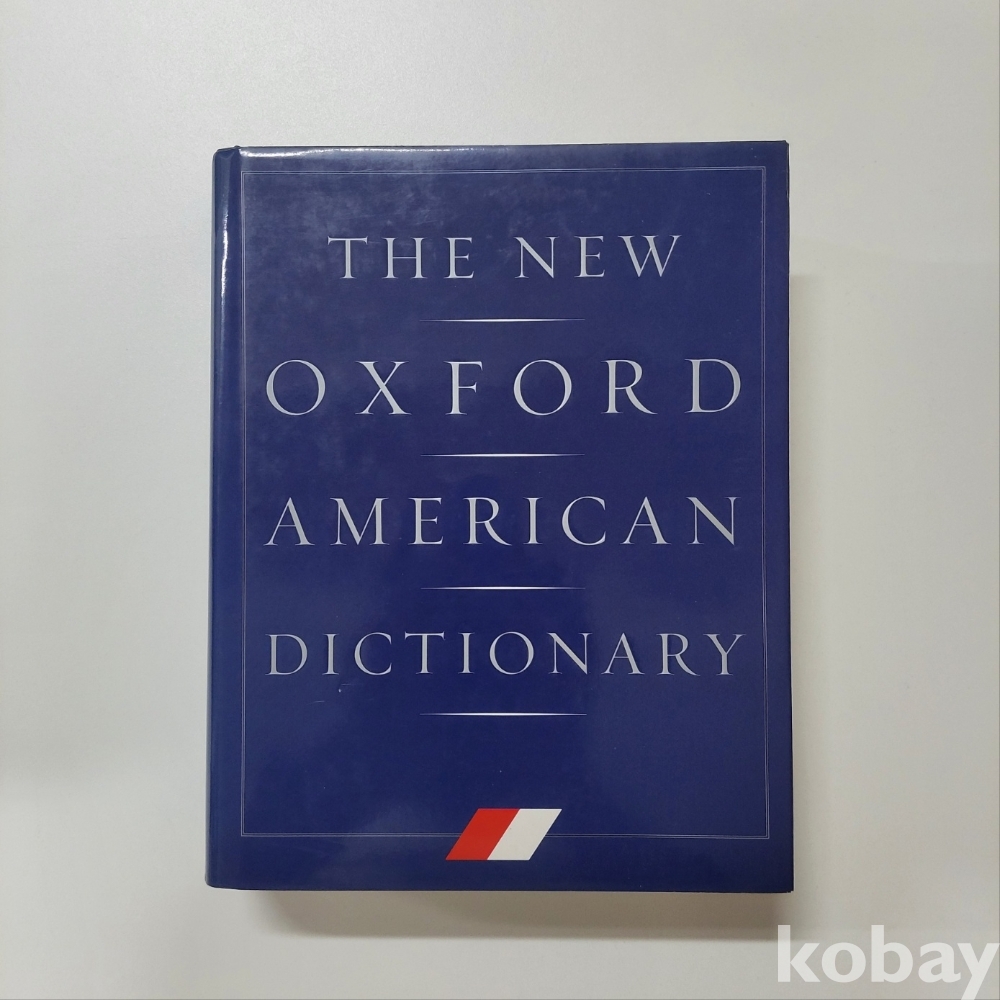 THE NEW
OXFORD
AMERICAN
DICTIONARY
kobay